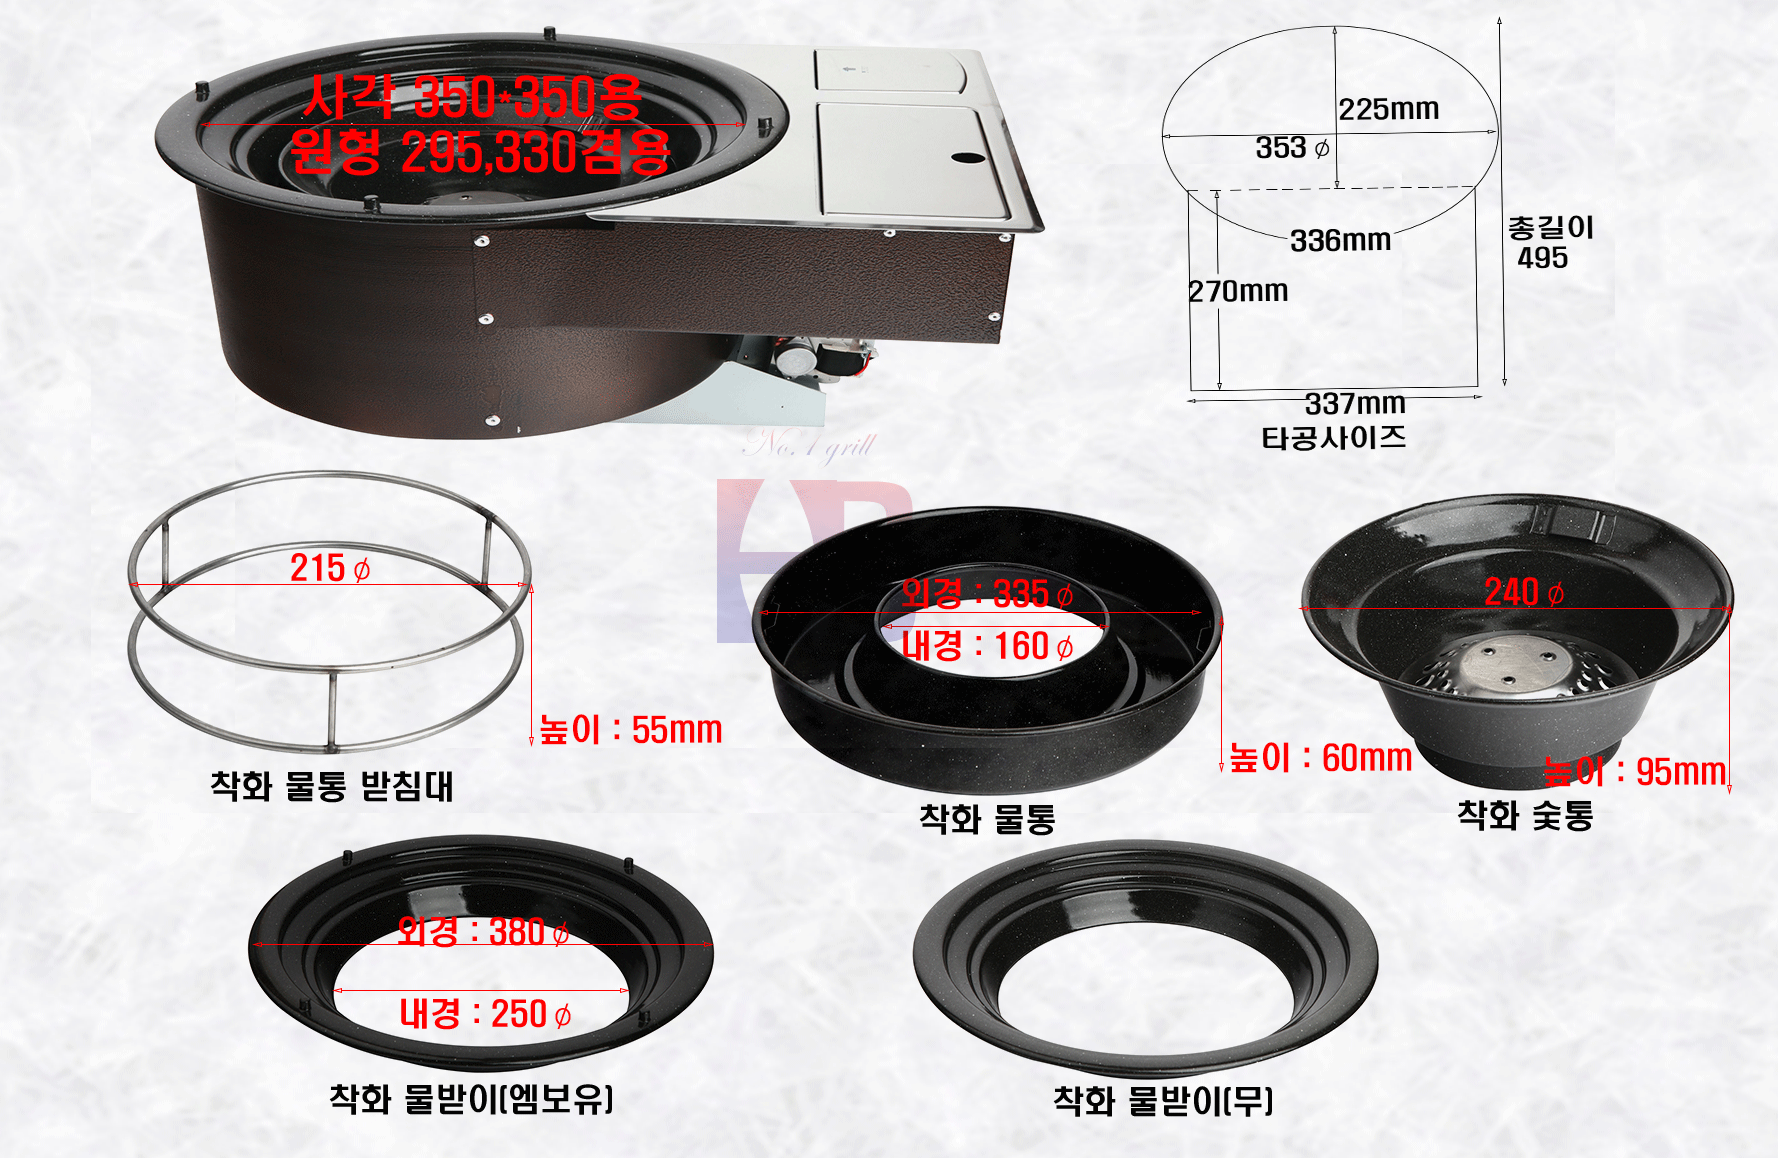 사각 350*350용
원형 295,330겸용
225mm
353 φ
336mm
총길이
495
270mm
337mm
타공사이즈
No.1 grill
HB
215 φ
높이 : 55mm
착화 물통 받침대
외경 : 335 φ
내경 : 160 φ
높이 : 60mm
착화 물통
240 φ
높이 : 95mm
착화 숯통
외경 : 380 φ
내경 : 250 φ
착화 물받이(엠보유)
착화 물받이(무)